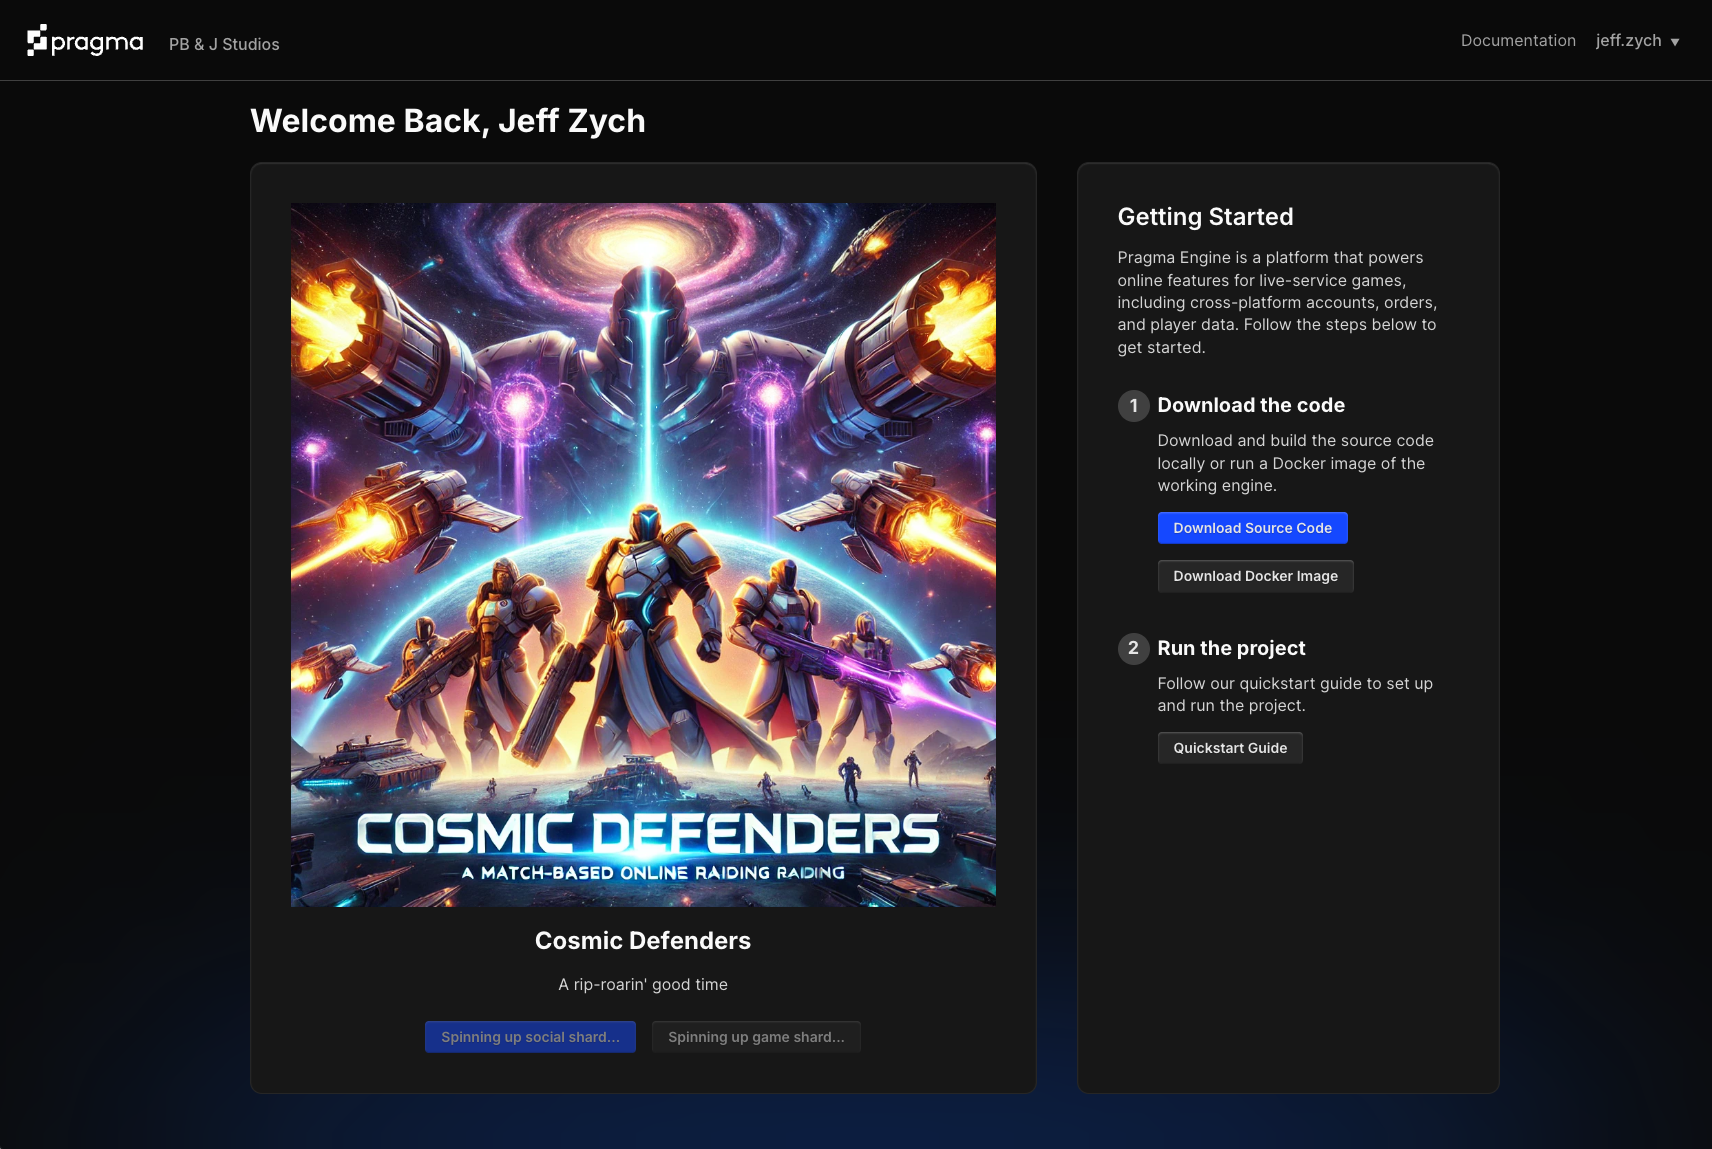 pragma
PB & J Studios
Documentation
jeff.zych ▼
Welcome Back, Jeff Zych
COSMIC DEFENDERS
A MATCH-BASED ONLINE RAIDING RAIDING
Cosmic Defenders
A rip-roarin' good time
Spinning up social shard...
Spinning up game shard...
Getting Started
Pragma Engine is a platform that powers
online features for live-service games,
including cross-platform accounts, orders,
and player data. Follow the steps below to
get started.
1 Download the code
Download and build the source code
locally or run a Docker image of the
working engine.
Download Source Code
Download Docker Image
2 Run the project
Follow our quickstart guide to set up
and run the project.
Quickstart Guide